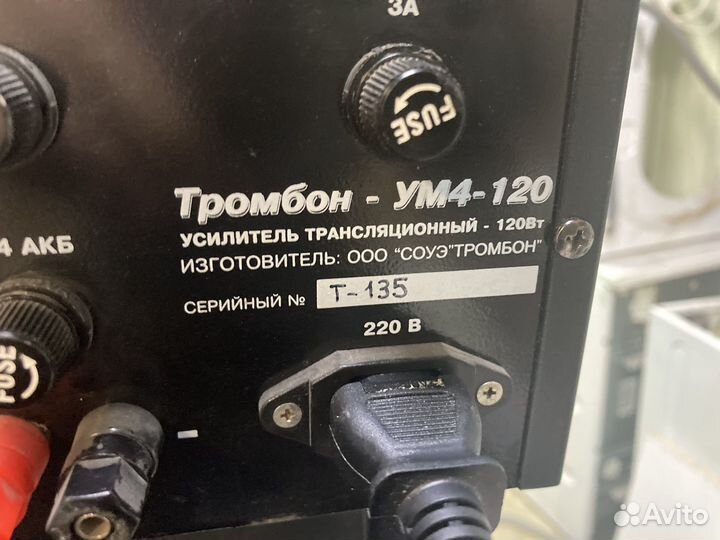 3А
FUSE
Тромбон - УМ4-120
УСИЛИТЕЛЬ ТРАНСЛЯЦИОННЫЙ - 120Вт
ИЗГОТОВИТЕЛЬ: ООО "СОУЭ"ТРОМБОН"
4 АКБ
СЕРИЙНЫЙ № Т-135
220 В
FUSE
-
Avito